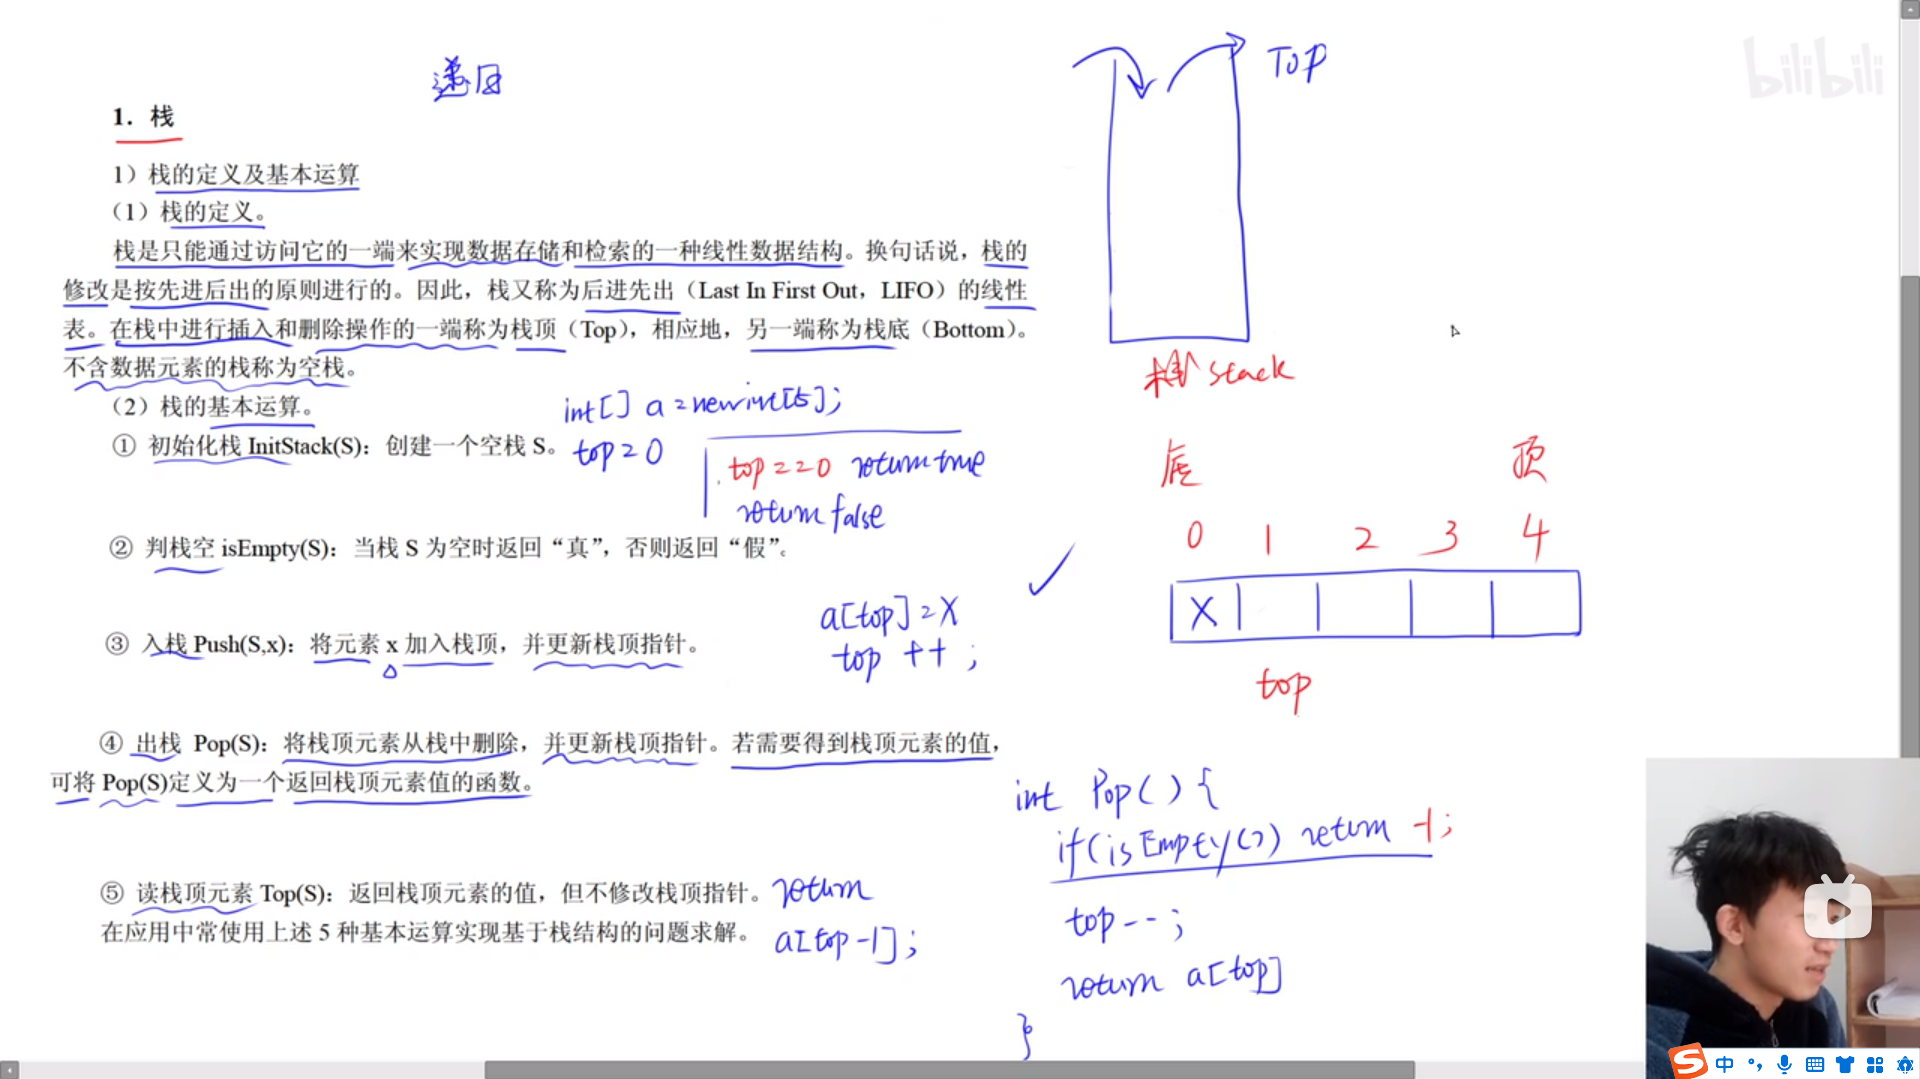 递归
1. 栈
1）栈的定义及基本运算
（1）栈的定义。
栈是只能通过访问它的一端来实现数据存储和检索的一种线性数据结构。换句话说，栈的
修改是按先进后出的原则进行的。因此，栈又称为后进先出（Last In First Out，LIFO）的线性
表。在栈中进行插入和删除操作的一端称为栈顶（Top），相应地，另一端称为栈底（Bottom）。
不含数据元素的栈称为空栈。
（2）栈的基本运算。
int[] a=new int[5];
① 初始化栈 InitStack(S)：创建一个空栈 S。
top=0
top==0 return true
return false
② 判栈空 isEmpty(S)：当栈 S 为空时返回“真”，否则返回“假”。
a[top]=X
③ 入栈 Push(S,x)：将元素 x 加入栈顶，并更新栈顶指针。
top ++ ;
④ 出栈 Pop(S)：将栈顶元素从栈中删除，并更新栈顶指针。若需要得到栈顶元素的值，
可将 Pop(S)定义为一个返回栈顶元素值的函数。
⑤ 读栈顶元素 Top(S)：返回栈顶元素的值，但不修改栈顶指针。
return
在应用中常使用上述 5 种基本运算实现基于栈结构的问题求解。
a[top-1];
TOP
栈 stack
底 顶
0 1 2 3 4
X
top
int Pop() {
if(isEmpty()) return -1;
top--;
return a[top]
}
bilibili
中